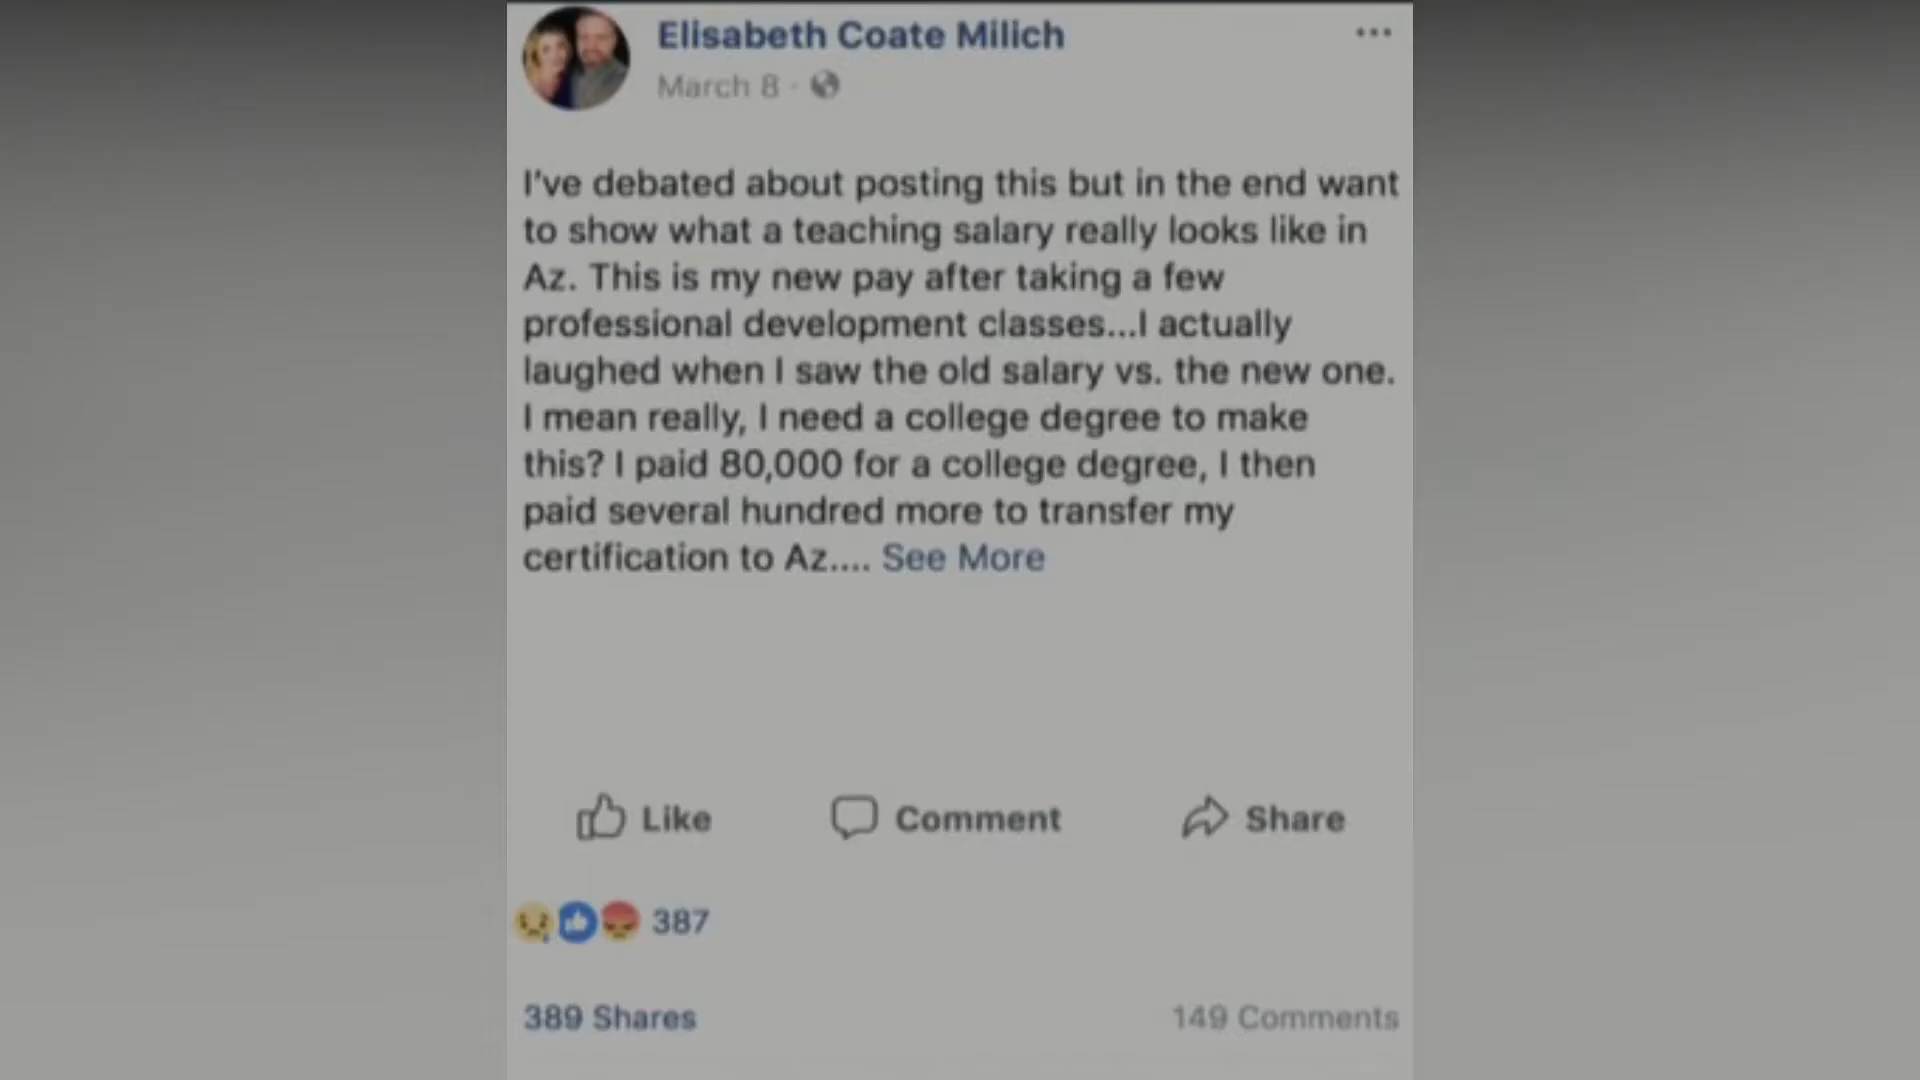 Elisabeth Coate Milich
March 8
I've debated about posting this but in the end want
to show what a teaching salary really looks like in
Az. This is my new pay after taking a few
professional development classes...I actually
laughed when I saw the old salary vs. the new one.
I mean really, I need a college degree to make
this? I paid 80,000 for a college degree, I then
paid several hundred more to transfer my
certification to Az.... See More
Like Comment Share
387
389 Shares 149 Comments